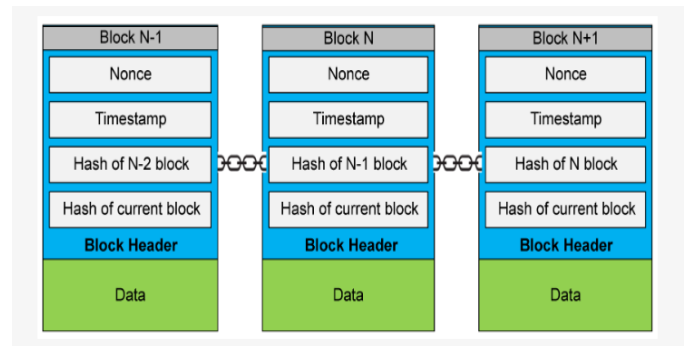 Block N-1
Nonce
Timestamp
Hash of N-2 block
Hash of current block
Block Header
Data
Block N
Nonce
Timestamp
Hash of N-1 block
Hash of current block
Block Header
Data
Block N+1
Nonce
Timestamp
Hash of N block
Hash of current block
Block Header
Data